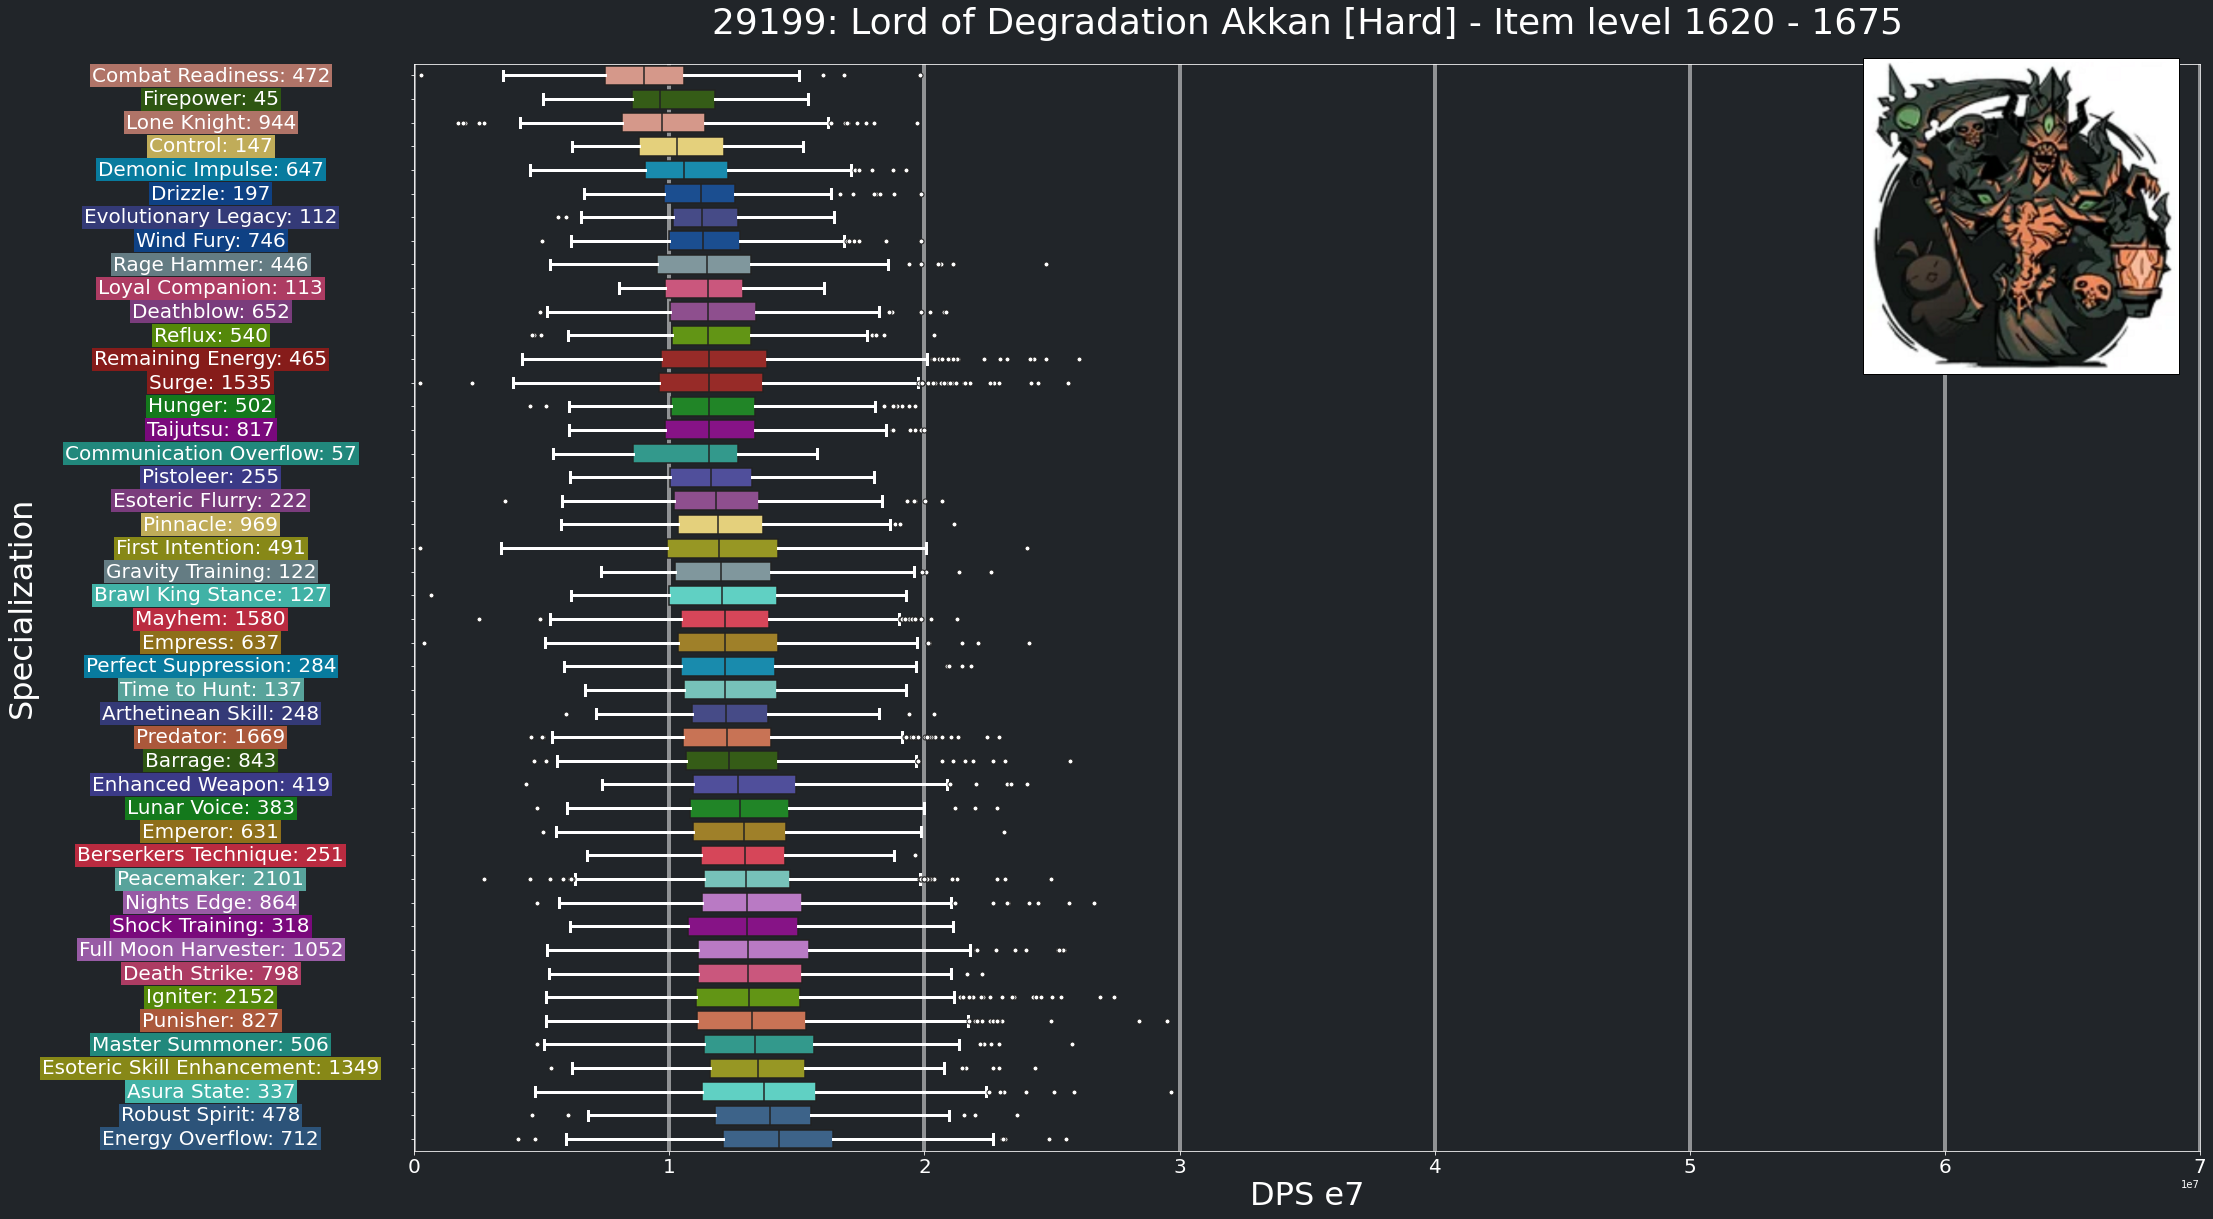 29199: Lord of Degradation Akkan [Hard] - Item level 1620 - 1675
Specialization
Combat Readiness: 472
Firepower: 45
Lone Knight: 944
Control: 147
Demonic Impulse: 647
Drizzle: 197
Evolutionary Legacy: 112
Wind Fury: 746
Rage Hammer: 446
Loyal Companion: 113
Deathblow: 652
Reflux: 540
Remaining Energy: 465
Surge: 1535
Hunger: 502
Taijutsu: 817
Communication Overflow: 57
Pistoleer: 255
Esoteric Flurry: 222
Pinnacle: 969
First Intention: 491
Gravity Training: 122
Brawl King Stance: 127
Mayhem: 1580
Empress: 637
Perfect Suppression: 284
Time to Hunt: 137
Arthetinean Skill: 248
Predator: 1669
Barrage: 843
Enhanced Weapon: 419
Lunar Voice: 383
Emperor: 631
Berserkers Technique: 251
Peacemaker: 2101
Nights Edge: 864
Shock Training: 318
Full Moon Harvester: 1052
Death Strike: 798
Igniter: 2152
Punisher: 827
Master Summoner: 506
Esoteric Skill Enhancement: 1349
Asura State: 337
Robust Spirit: 478
Energy Overflow: 712
0 1 2 3 4 5 6 7
1e7
DPS e7